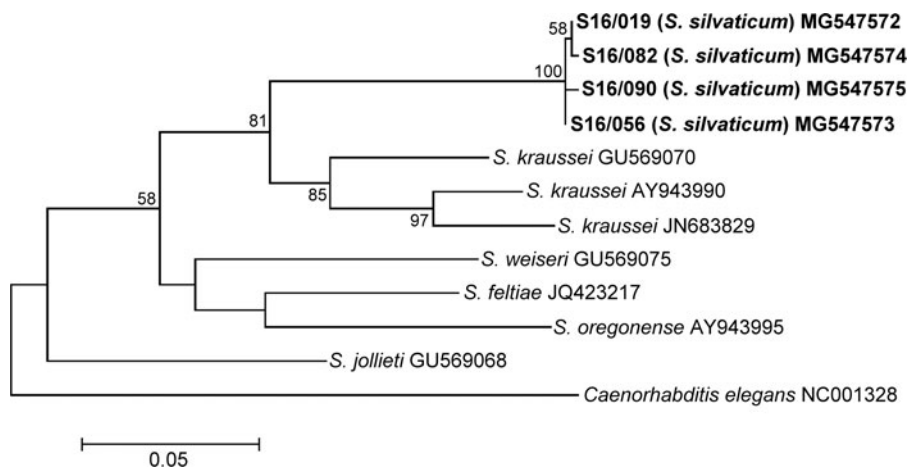 S16/019 (S. silvaticum) MG547572
58
S16/082 (S. silvaticum) MG547574
100
S16/090 (S. silvaticum) MG547575
81
S16/056 (S. silvaticum) MG547573
S. kraussei GU569070
85
S. kraussei AY943990
58
97
S. kraussei JN683829
S. weiseri GU569075
S. feltiae JQ423217
S. oregonense AY943995
S. jollieti GU569068
Caenorhabditis elegans NC001328
0.05